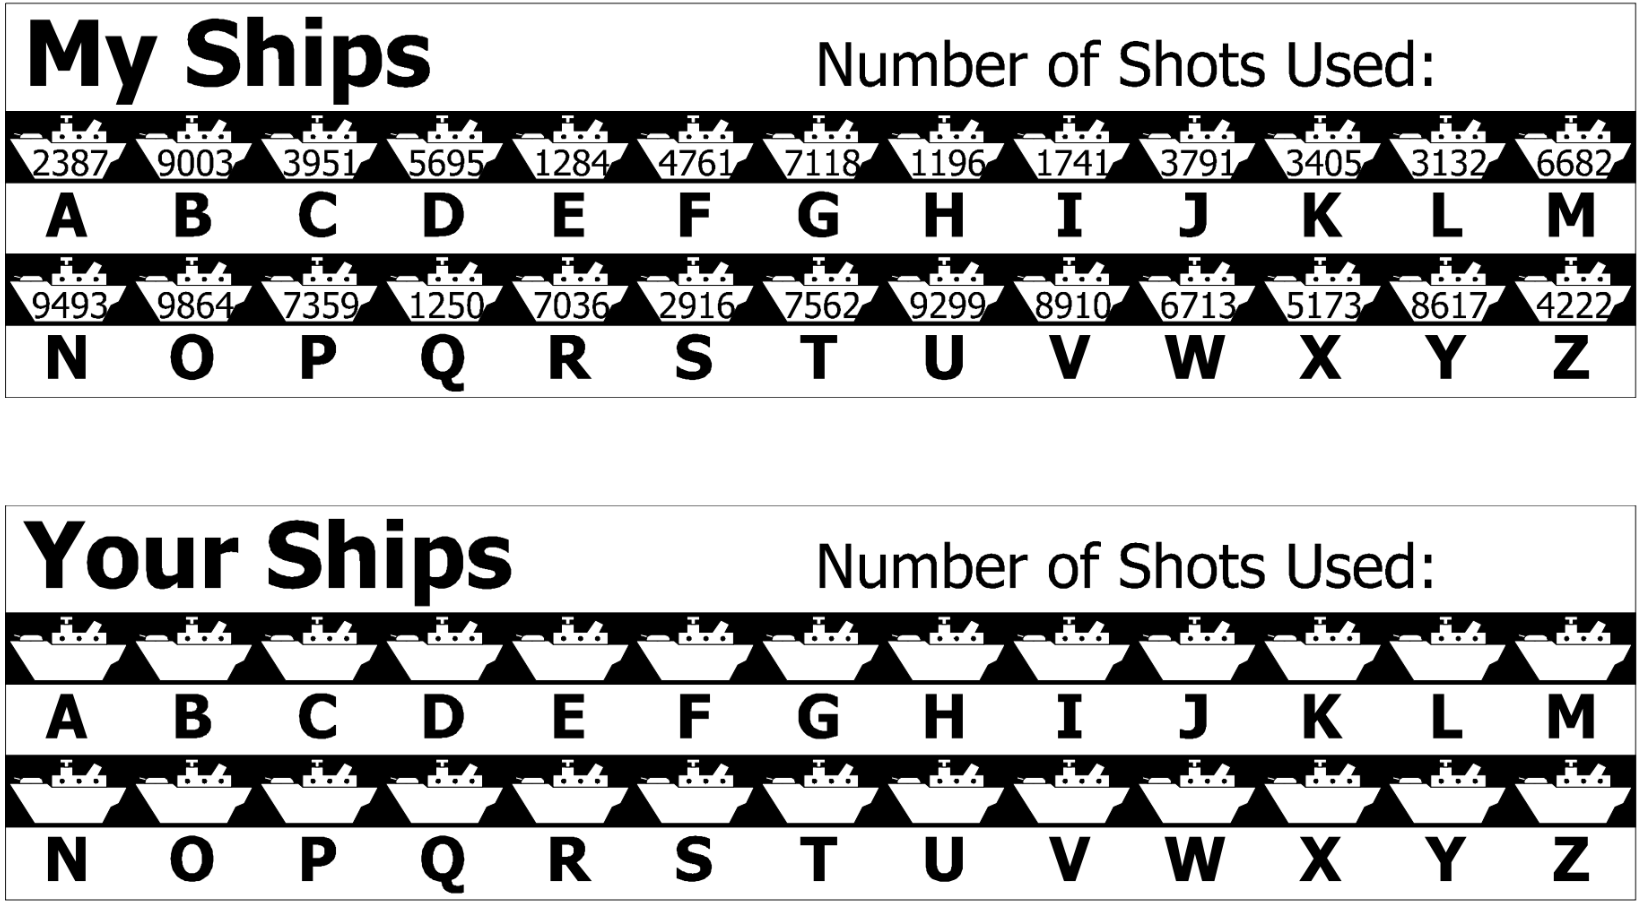 My Ships Number of Shots Used:
2387 9003 3951 5695 1284 4761 7118 1196 1741 3791 3405 3132 6682
A B C D E F G H I J K L M
9493 9864 7359 1250 7036 2916 7562 9299 8910 6713 5173 8617 4222
N O P Q R S T U V W X Y Z
Your Ships Number of Shots Used:
A B C D E F G H I J K L M
N O P Q R S T U V W X Y Z